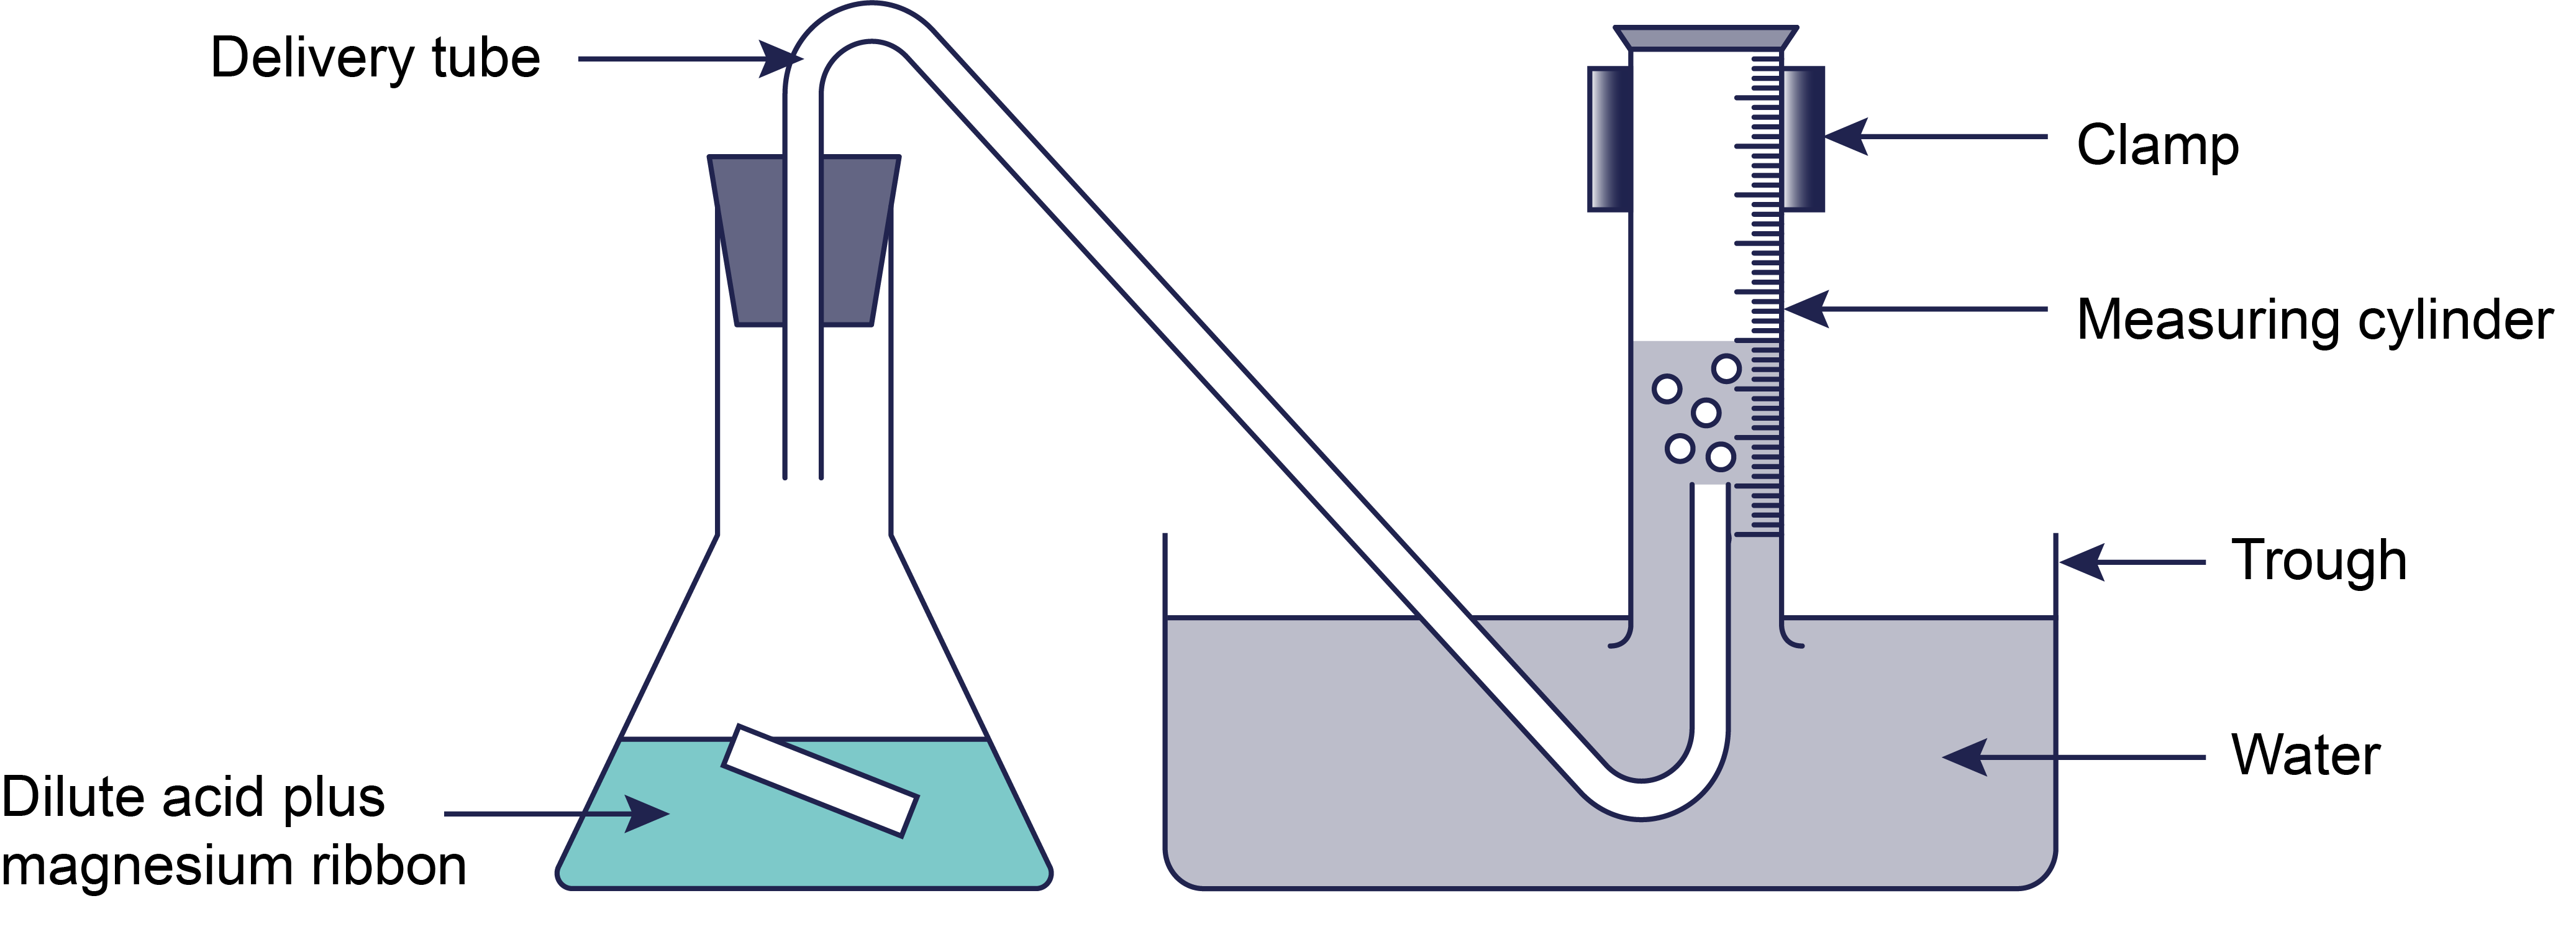 Delivery tube
Clamp
Measuring cylinder
Trough
Water
Dilute acid plus
magnesium ribbon